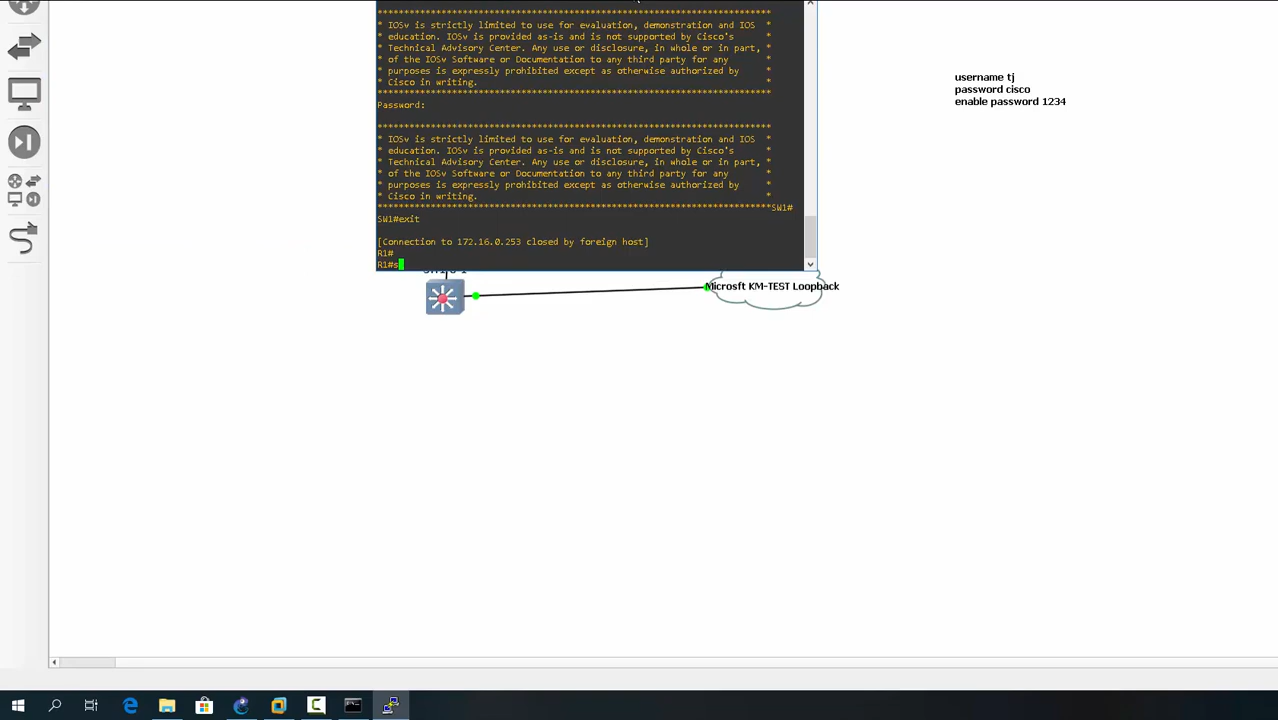 *************************************************************************
* IOSv is strictly limited to use for evaluation, demonstration and IOS  *
* education. IOSv is provided as-is and is not supported by Cisco's      *
* Technical Advisory Center. Any use or disclosure, in whole or in part, *
* of the IOSv Software or Documentation to any third party for any       *
* purposes is expressly prohibited except as otherwise authorized by     *
* Cisco in writing.                                                      *
*************************************************************************
Password:
*************************************************************************
* IOSv is strictly limited to use for evaluation, demonstration and IOS  *
* education. IOSv is provided as-is and is not supported by Cisco's      *
* Technical Advisory Center. Any use or disclosure, in whole or in part, *
* of the IOSv Software or Documentation to any third party for any       *
* purposes is expressly prohibited except as otherwise authorized by     *
* Cisco in writing.                                                      *
*************************************************************************SW1#
SW1#exit
[Connection to 172.16.0.253 closed by foreign host]
R1#
R1#s
username tj
password cisco
enable password 1234
Microsft KM-TEST Loopback